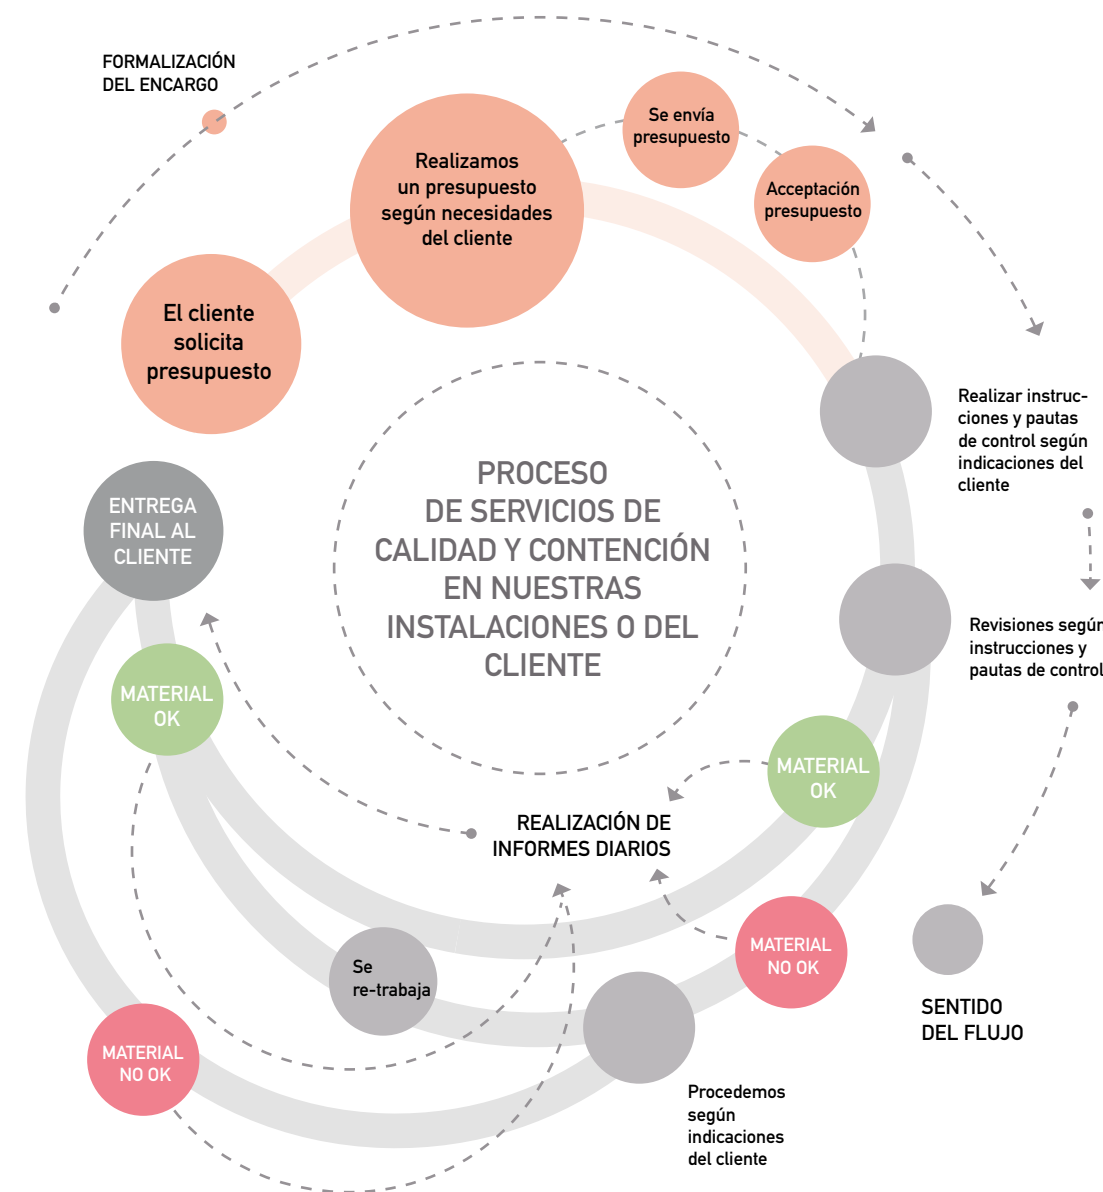 FORMALIZACIÓN
DEL ENCARGO
Se envía
presupuesto
Realizamos
un presupuesto
según necesidades
del cliente
Acceptación
presupuesto
El cliente
solicita
presupuesto
Realizar instruc-
ciones y pautas
de control según
indicaciones del
cliente
PROCESO
DE SERVICIOS DE
CALIDAD Y CONTENCIÓN
EN NUESTRAS
INSTALACIONES O DEL
CLIENTE
ENTREGA
FINAL AL
CLIENTE
Revisiones según
instrucciones y
pautas de control
MATERIAL
OK
MATERIAL
OK
REALIZACIÓN DE
INFORMES DIARIOS
MATERIAL
NO OK
Se
re-trabaja
SENTIDO
DEL FLUJO
MATERIAL
NO OK
Procedemos
según
indicaciones
del cliente